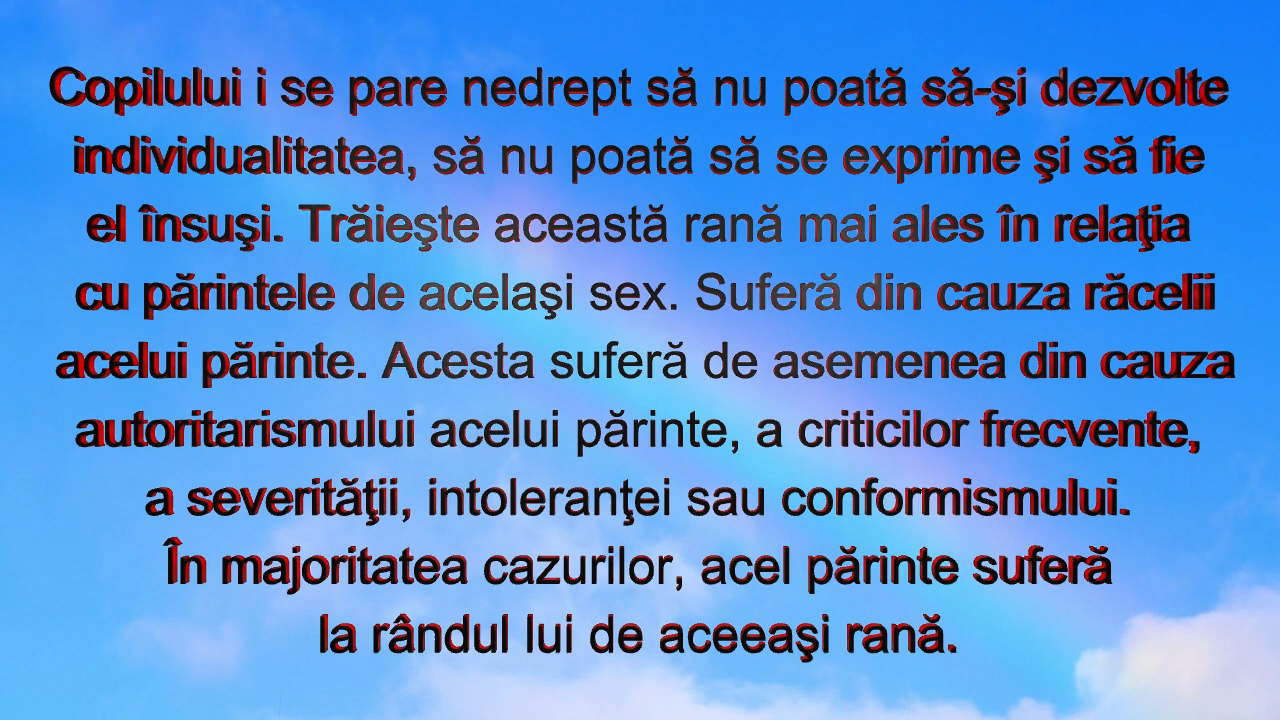 Copilului i se pare nedrept să nu poată să-şi dezvolte
individualitatea, să nu poată să se exprime şi să fie
el însuşi. Trăieşte această rană mai ales în relaţia
cu părintele de acelaşi sex. Suferă din cauza răcelii
acelui părinte. Acesta suferă de asemenea din cauza
autoritarismului acelui părinte, a criticilor frecvente,
a severităţii, intoleranţei sau conformismului.
În majoritatea cazurilor, acel părinte suferă
la rândul lui de aceeaşi rană.